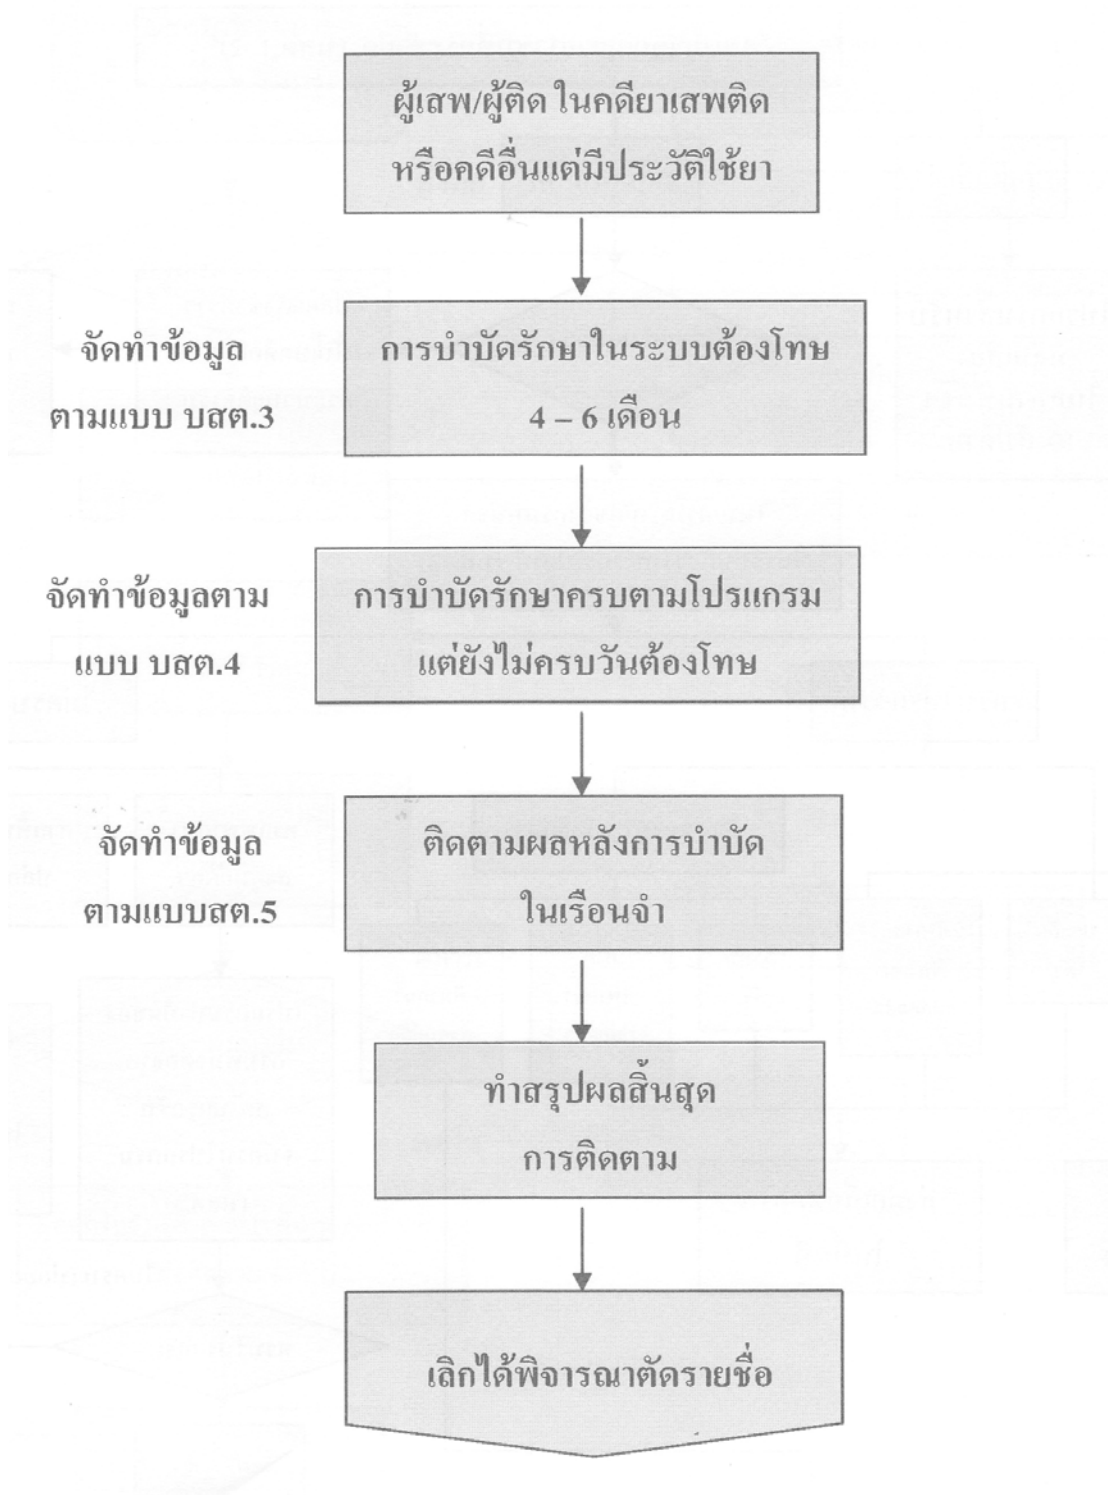 ผู้เสพ/ผู้ติด ในคดียาเสพติด
หรือคดีอื่นแต่มีประวัติใช้ยา
จัดทำข้อมูล
ตามแบบ บสต.3
การบำบัดรักษาในระบบต้องโทษ
4 – 6 เดือน
จัดทำข้อมูลตาม
แบบ บสต.4
การบำบัดรักษาครบตามโปรแกรม
แต่ยังไม่ครบวันต้องโทษ
จัดทำข้อมูล
ตามแบบบสต.5
ติดตามผลหลังการบำบัด
ในเรือนจำ
ทำสรุปผลสิ้นสุด
การติดตาม
เลิกได้พิจารณาตัดรายชื่อ